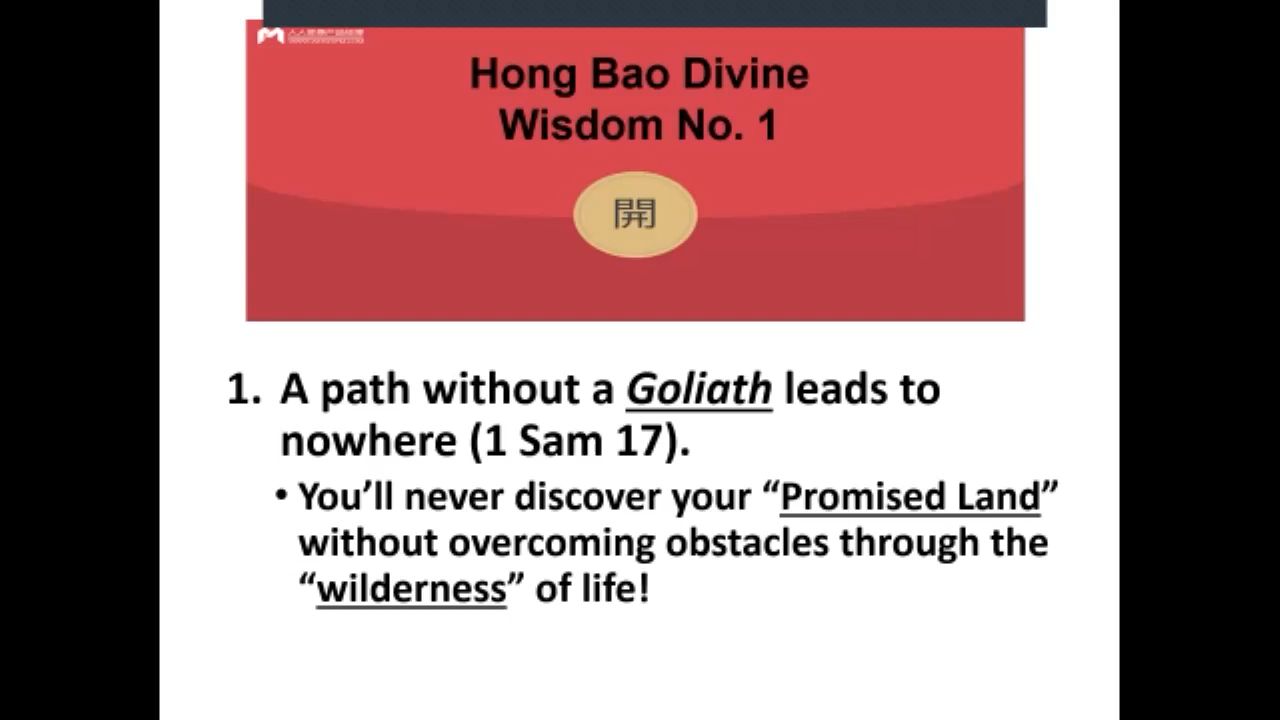 Hong Bao Divine
Wisdom No. 1
開
1. A path without a Goliath leads to
nowhere (1 Sam 17).
• You’ll never discover your “Promised Land”
without overcoming obstacles through the
“wilderness” of life!